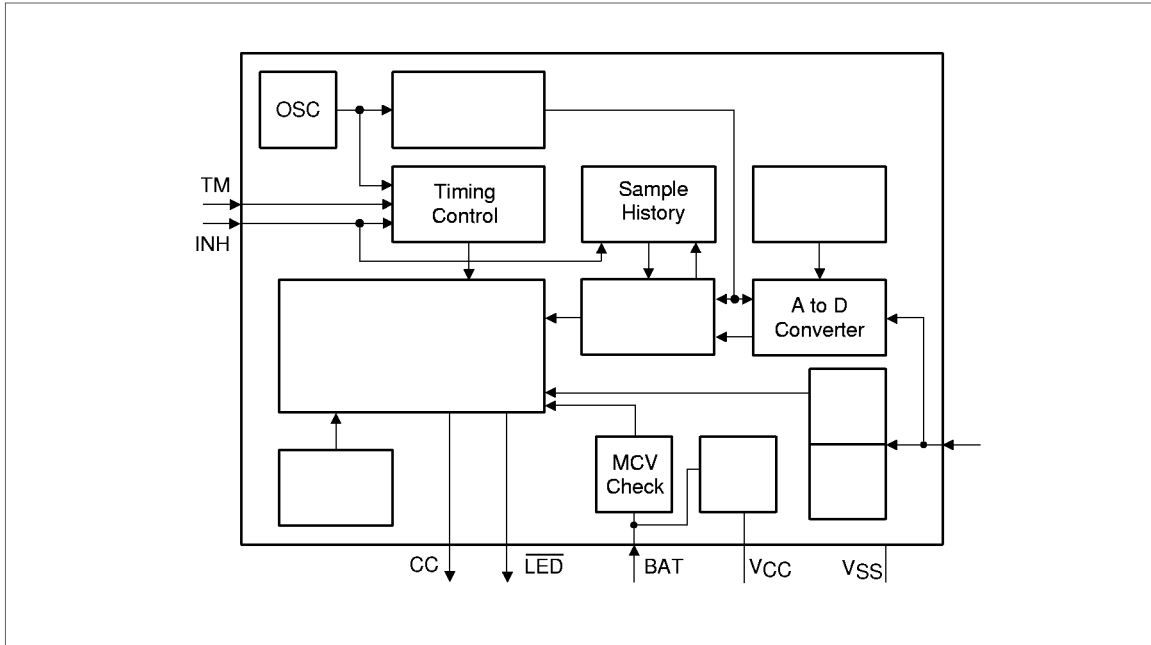 OSC
TM
INH
Timing
Control
Sample
History
A to D
Converter
MCV
Check
CC
LED
BAT
VCC
VSS